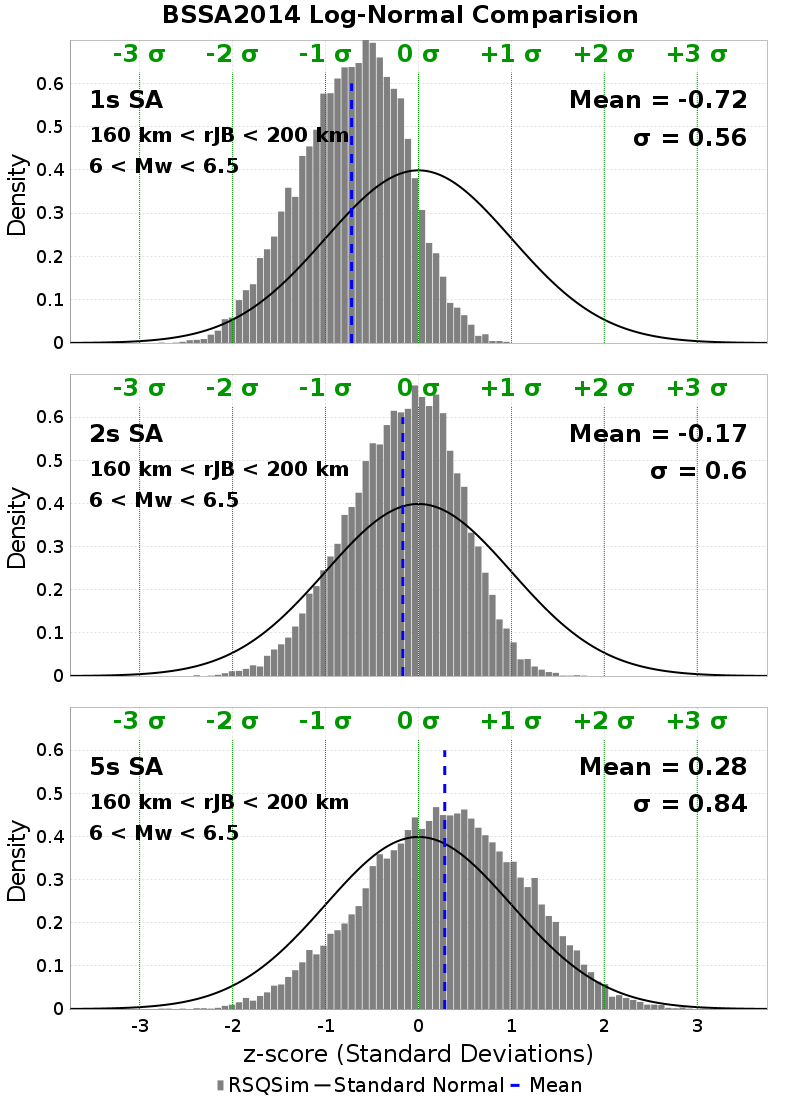 BSSA2014 Log-Normal Comparision
-3 σ -2 σ -1 σ 0 σ +1 σ +2 σ +3 σ
1s SA
160 km < rJB < 200 km
6 < Mw < 6.5
Mean = -0.72
σ = 0.56
Density
0.6
0.5
0.4
0.3
0.2
0.1
0
-3 σ -2 σ -1 σ 0 σ +1 σ +2 σ +3 σ
2s SA
160 km < rJB < 200 km
6 < Mw < 6.5
Mean = -0.17
σ = 0.6
Density
0.6
0.5
0.4
0.3
0.2
0.1
0
-3 σ -2 σ -1 σ 0 σ +1 σ +2 σ +3 σ
5s SA
160 km < rJB < 200 km
6 < Mw < 6.5
Mean = 0.28
σ = 0.84
Density
0.6
0.5
0.4
0.3
0.2
0.1
0
-3 -2 -1 0 1 2 3
z-score (Standard Deviations)
RSQSim Standard Normal Mean